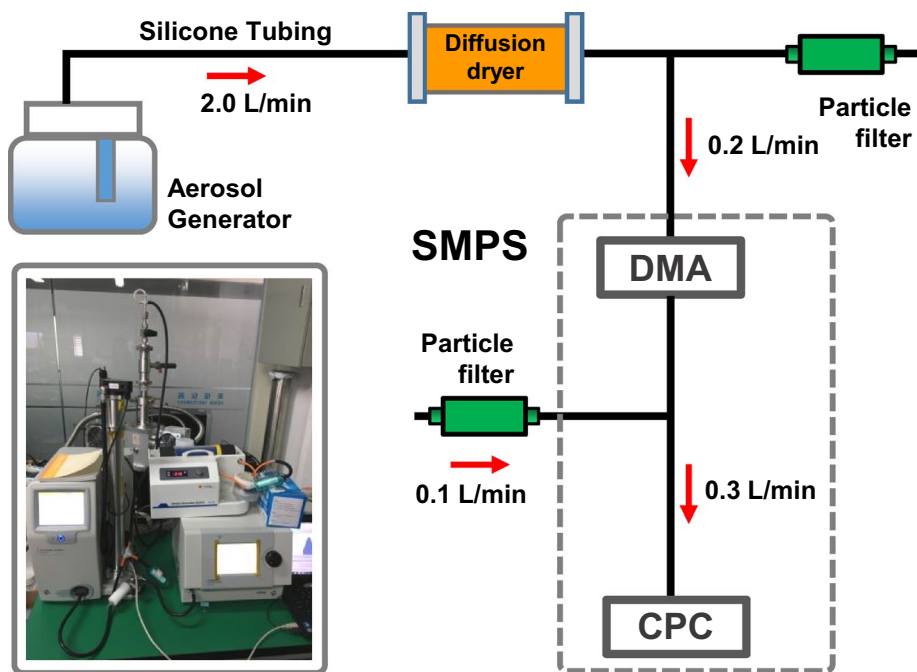 Silicone Tubing
2.0 L/min
Diffusion
dryer
Particle
filter
0.2 L/min
Aerosol
Generator
SMPS
DMA
Particle
filter
0.1 L/min
0.3 L/min
CPC